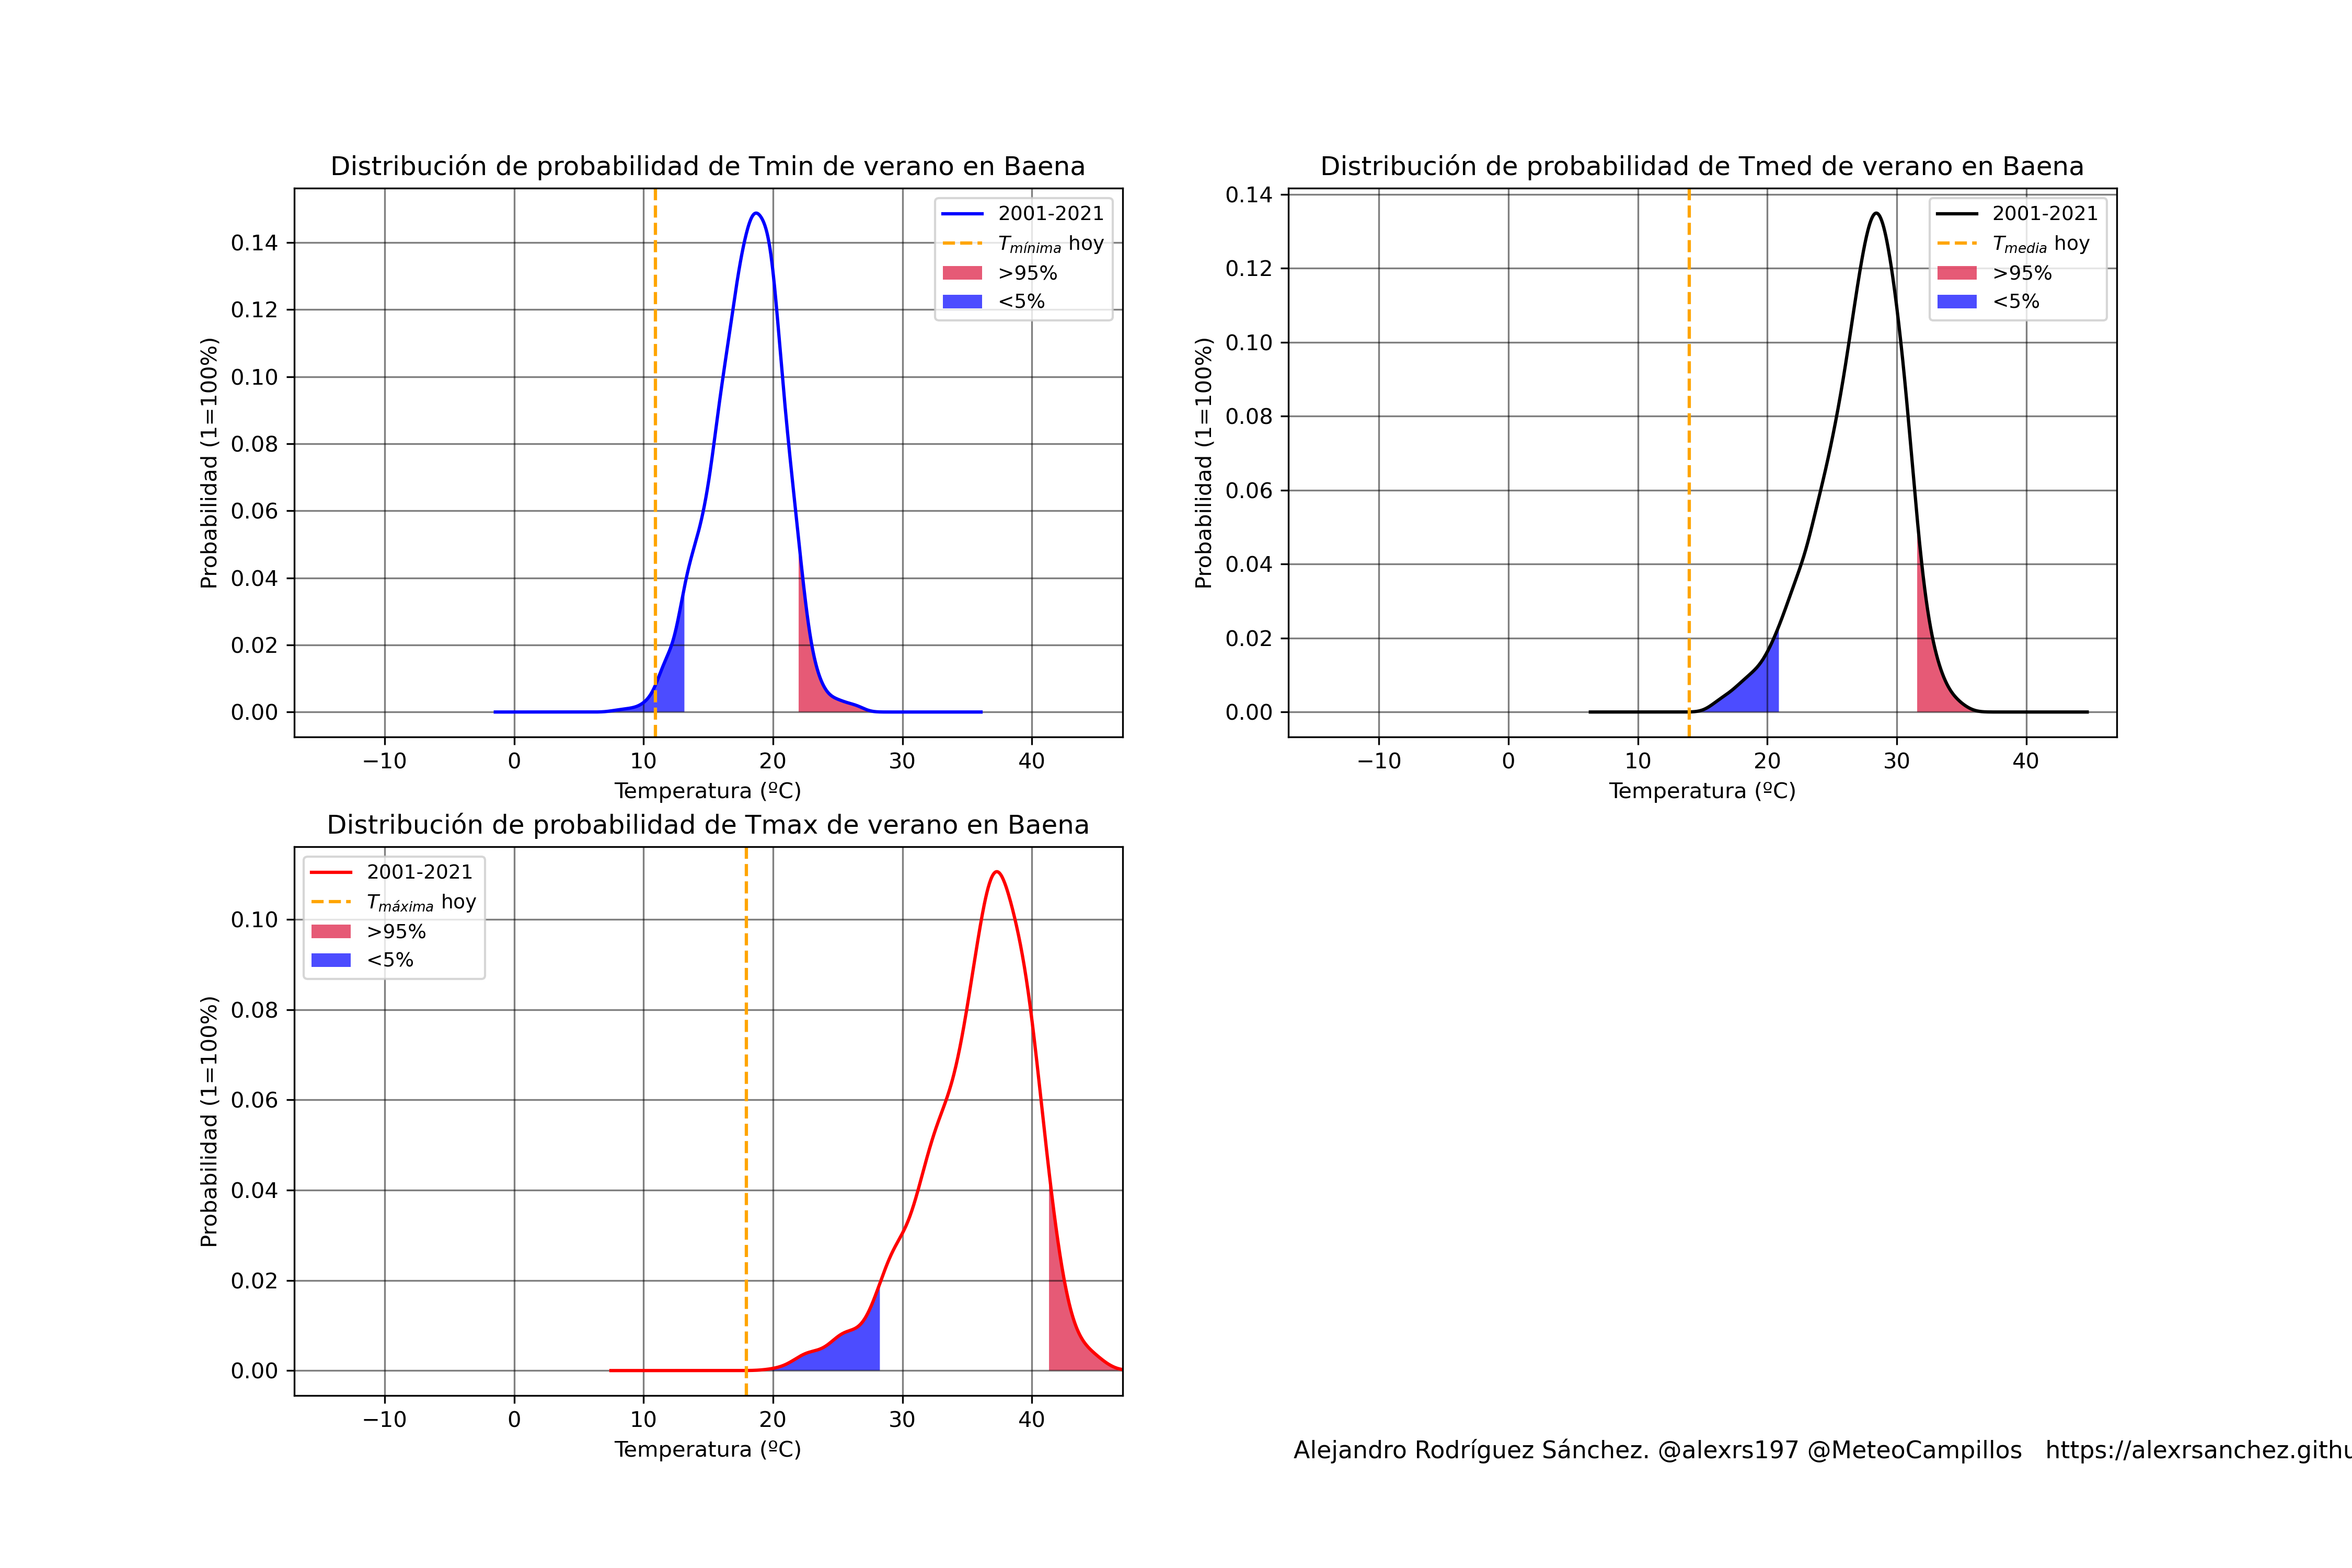 Distribución de probabilidad de Tmin de verano en Baena
2001-2021
Tmínima hoy
>95%
<5%
0.14
0.12
0.10
0.08
0.06
0.04
0.02
0.00
Probabilidad (1=100%)
−10 0 10 20 30 40
Temperatura (ºC)
Distribución de probabilidad de Tmed de verano en Baena
2001-2021
Tmedia hoy
>95%
<5%
0.14
0.12
0.10
0.08
0.06
0.04
0.02
0.00
Probabilidad (1=100%)
−10 0 10 20 30 40
Temperatura (ºC)
Distribución de probabilidad de Tmax de verano en Baena
2001-2021
Tmáxima hoy
>95%
<5%
0.10
0.08
0.06
0.04
0.02
0.00
Probabilidad (1=100%)
−10 0 10 20 30 40
Temperatura (ºC)
Alejandro Rodríguez Sánchez. @alexrs197 @MeteoCampillos https://alexrsanchez.githu